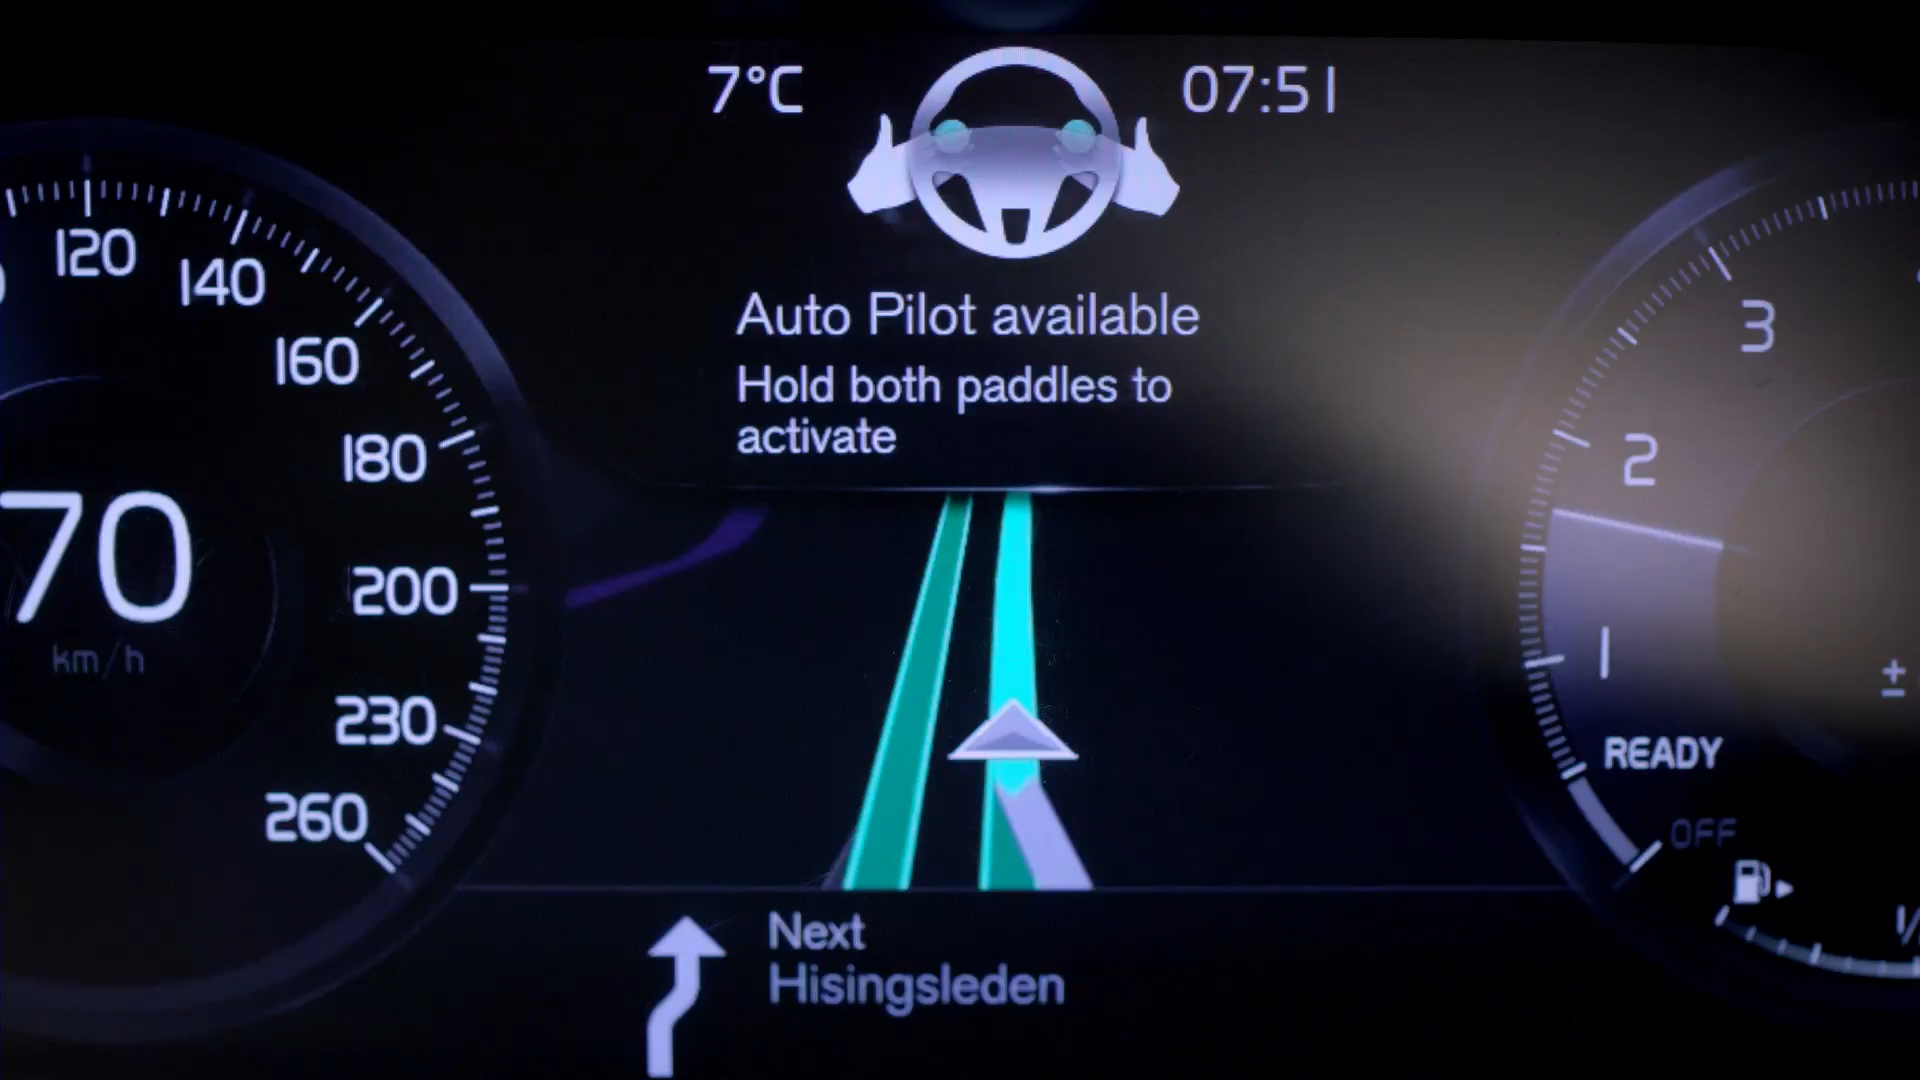 7°C
07:51
Auto Pilot available
Hold both paddles to
activate
120
140
160
180
200
230
260
70
km/h
3
2
1
±
READY
OFF
Next
Hisingsleden